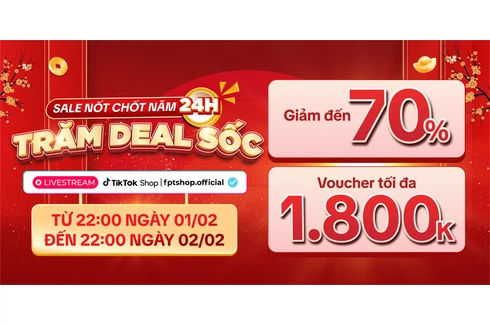 SALE NỐT CHỐT NĂM 24H
TRĂM DEAL SỐC
LIVESTREAM TikTok Shop | fptshop.official
TỪ 22:00 NGÀY 01/02
ĐẾN 22:00 NGÀY 02/02
Giảm đến 70%
Voucher tối đa
1.800K